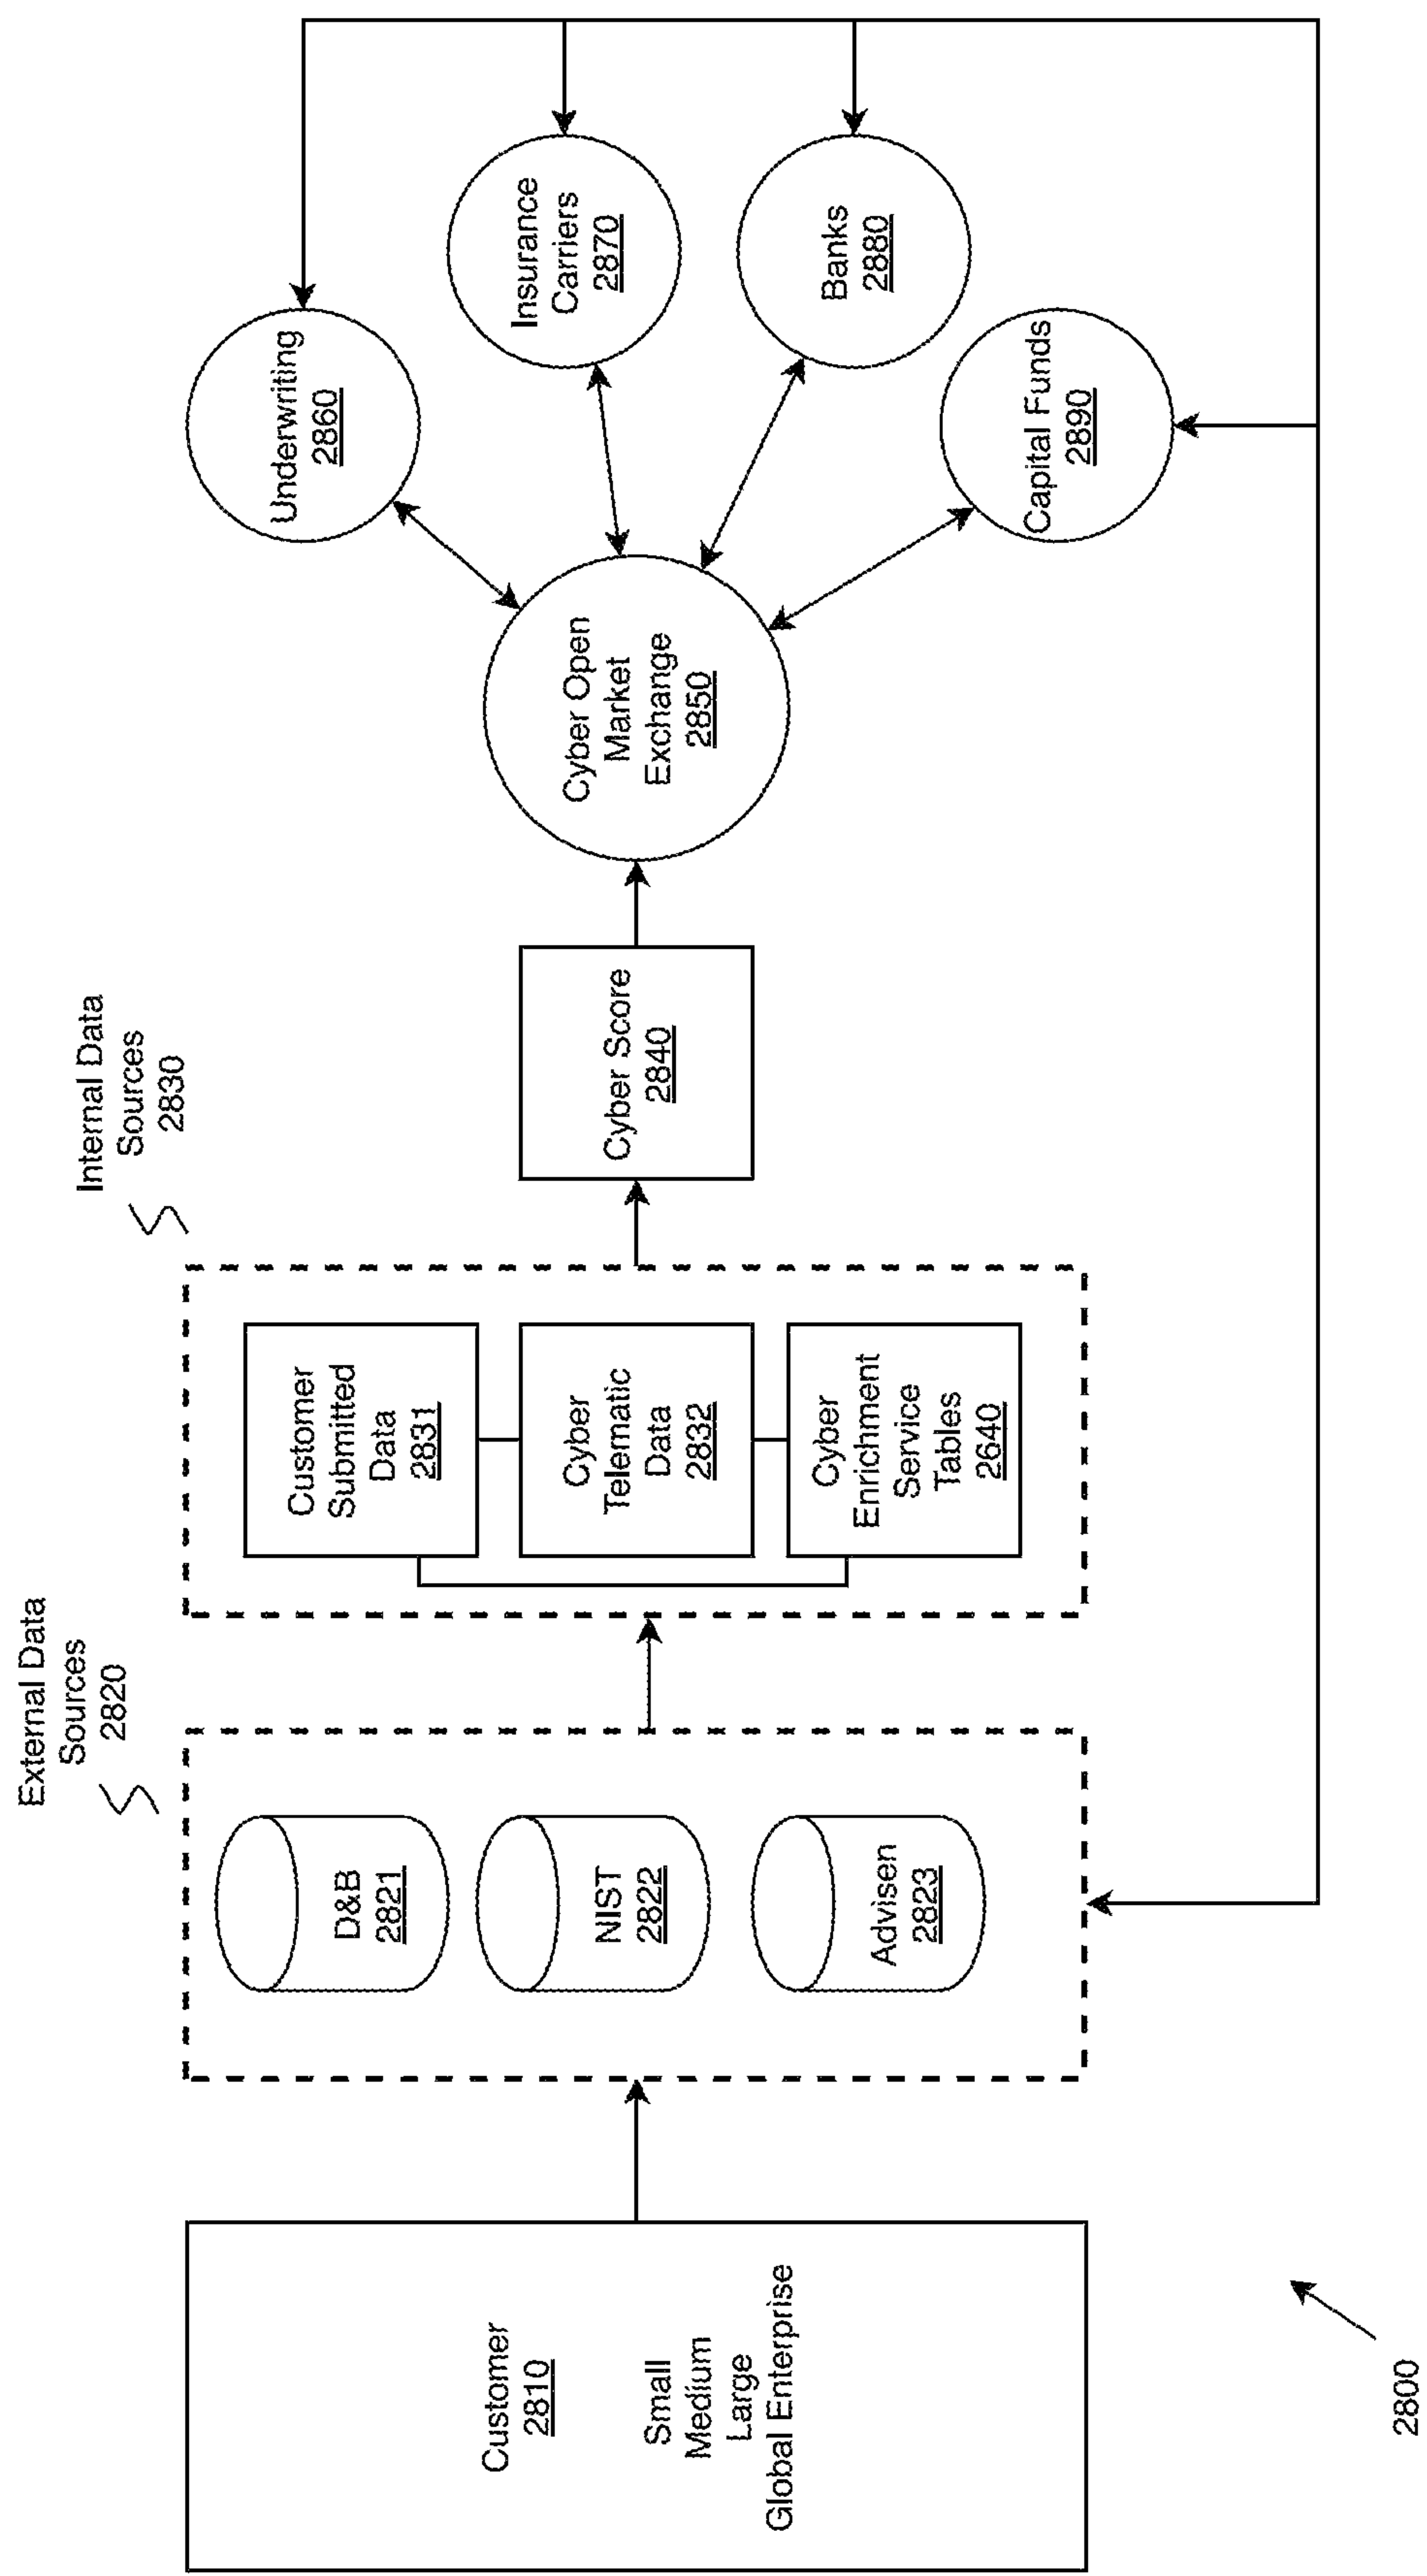 Customer
2810
Small
Medium
Large
Global Enterprise
External Data
Sources
2820
D&B
2821
NIST
2822
Advisen
2823
Internal Data
Sources
2830
Customer
Submitted
Data
2831
Cyber
Telematic
Data
2832
Cyber
Enrichment
Service
Tables
2640
Cyber Score
2840
Cyber Open
Market
Exchange
2850
Underwriting
2860
Insurance
Carriers
2870
Banks
2880
Capital Funds
2890
2800